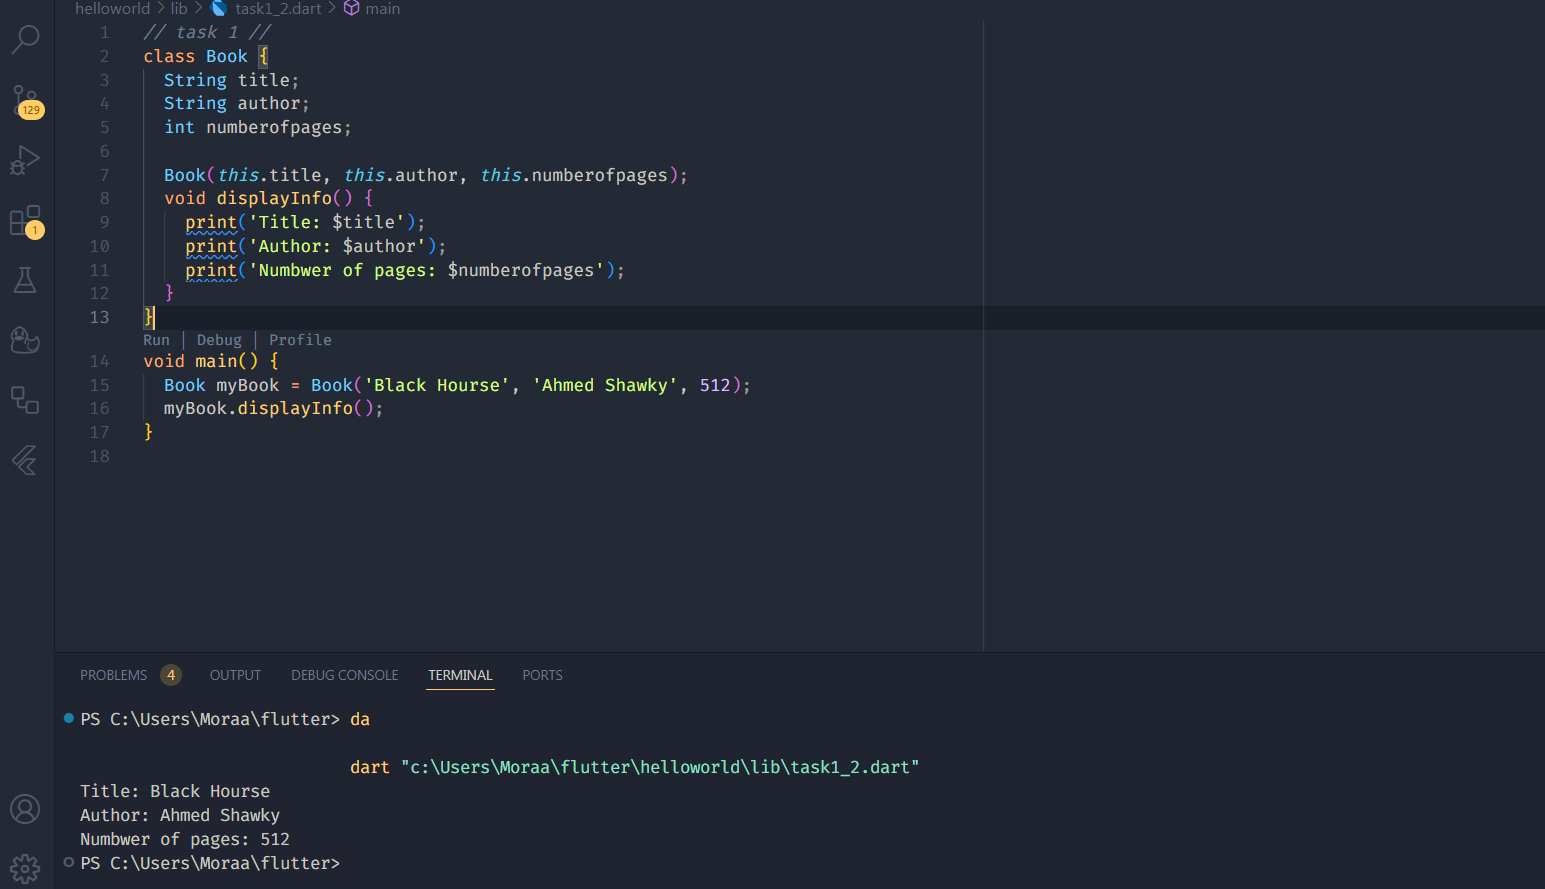 helloworld > lib > task1_2.dart > main
129
1
1 // task 1 //
2 class Book {
3 String title;
4 String author;
5 int numberofpages;
6
7 Book(this.title, this.author, this.numberofpages);
8 void displayInfo() {
9 print('Title: $title');
10 print('Author: $author');
11 print('Numbwer of pages: $numberofpages');
12 }
13 }
Run | Debug | Profile
14 void main() {
15 Book myBook = Book('Black Hourse', 'Ahmed Shawky', 512);
16 myBook.displayInfo();
17 }
18
PROBLEMS 4 OUTPUT DEBUG CONSOLE TERMINAL PORTS
PS C:\Users\Moraa\flutter> da
dart "c:\Users\Moraa\flutter\helloworld\lib\task1_2.dart"
Title: Black Hourse
Author: Ahmed Shawky
Numbwer of pages: 512
PS C:\Users\Moraa\flutter>